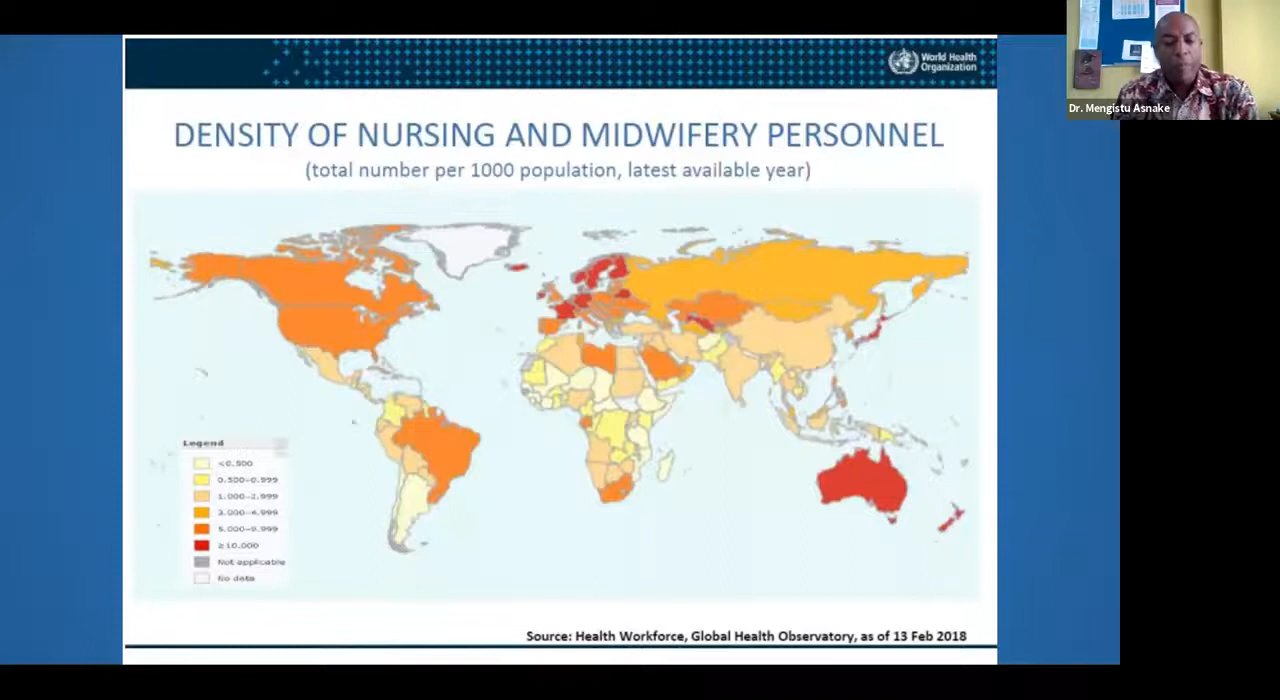 World Health
Organization
Dr. Mengistu Asnake
DENSITY OF NURSING AND MIDWIFERY PERSONNEL
(total number per 1000 population, latest available year)
Legend
<0.500
0.500–0.999
1.000–2.999
3.000–4.999
5.000–9.999
≥10.000
Not applicable
No data
Source: Health Workforce, Global Health Observatory, as of 13 Feb 2018